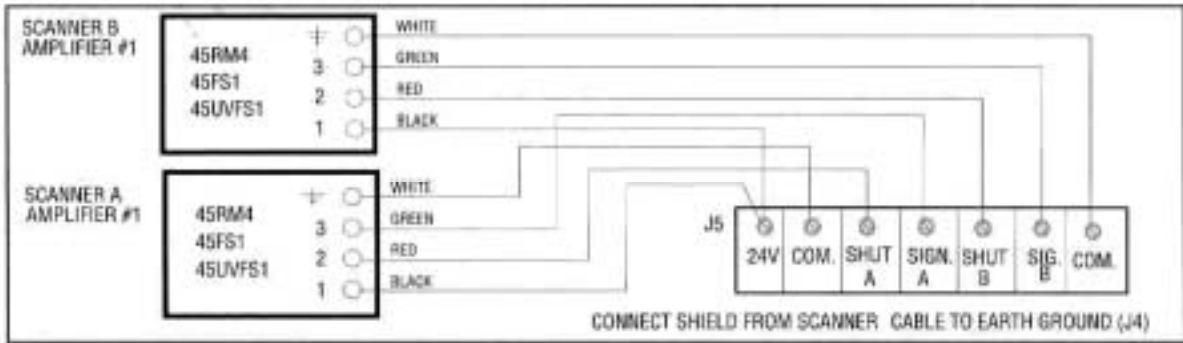 SCANNER B
AMPLIFIER #1
45RM4
45FS1
45UVFS1
3
2
1
WHITE
GREEN
RED
BLACK
SCANNER A
AMPLIFIER #1
45RM4
45FS1
45UVFS1
3
2
1
WHITE
GREEN
RED
BLACK
J5
24V COM. SHUT A SIGN. A SHUT B SIG. B COM.
CONNECT SHIELD FROM SCANNER CABLE TO EARTH GROUND (J4)